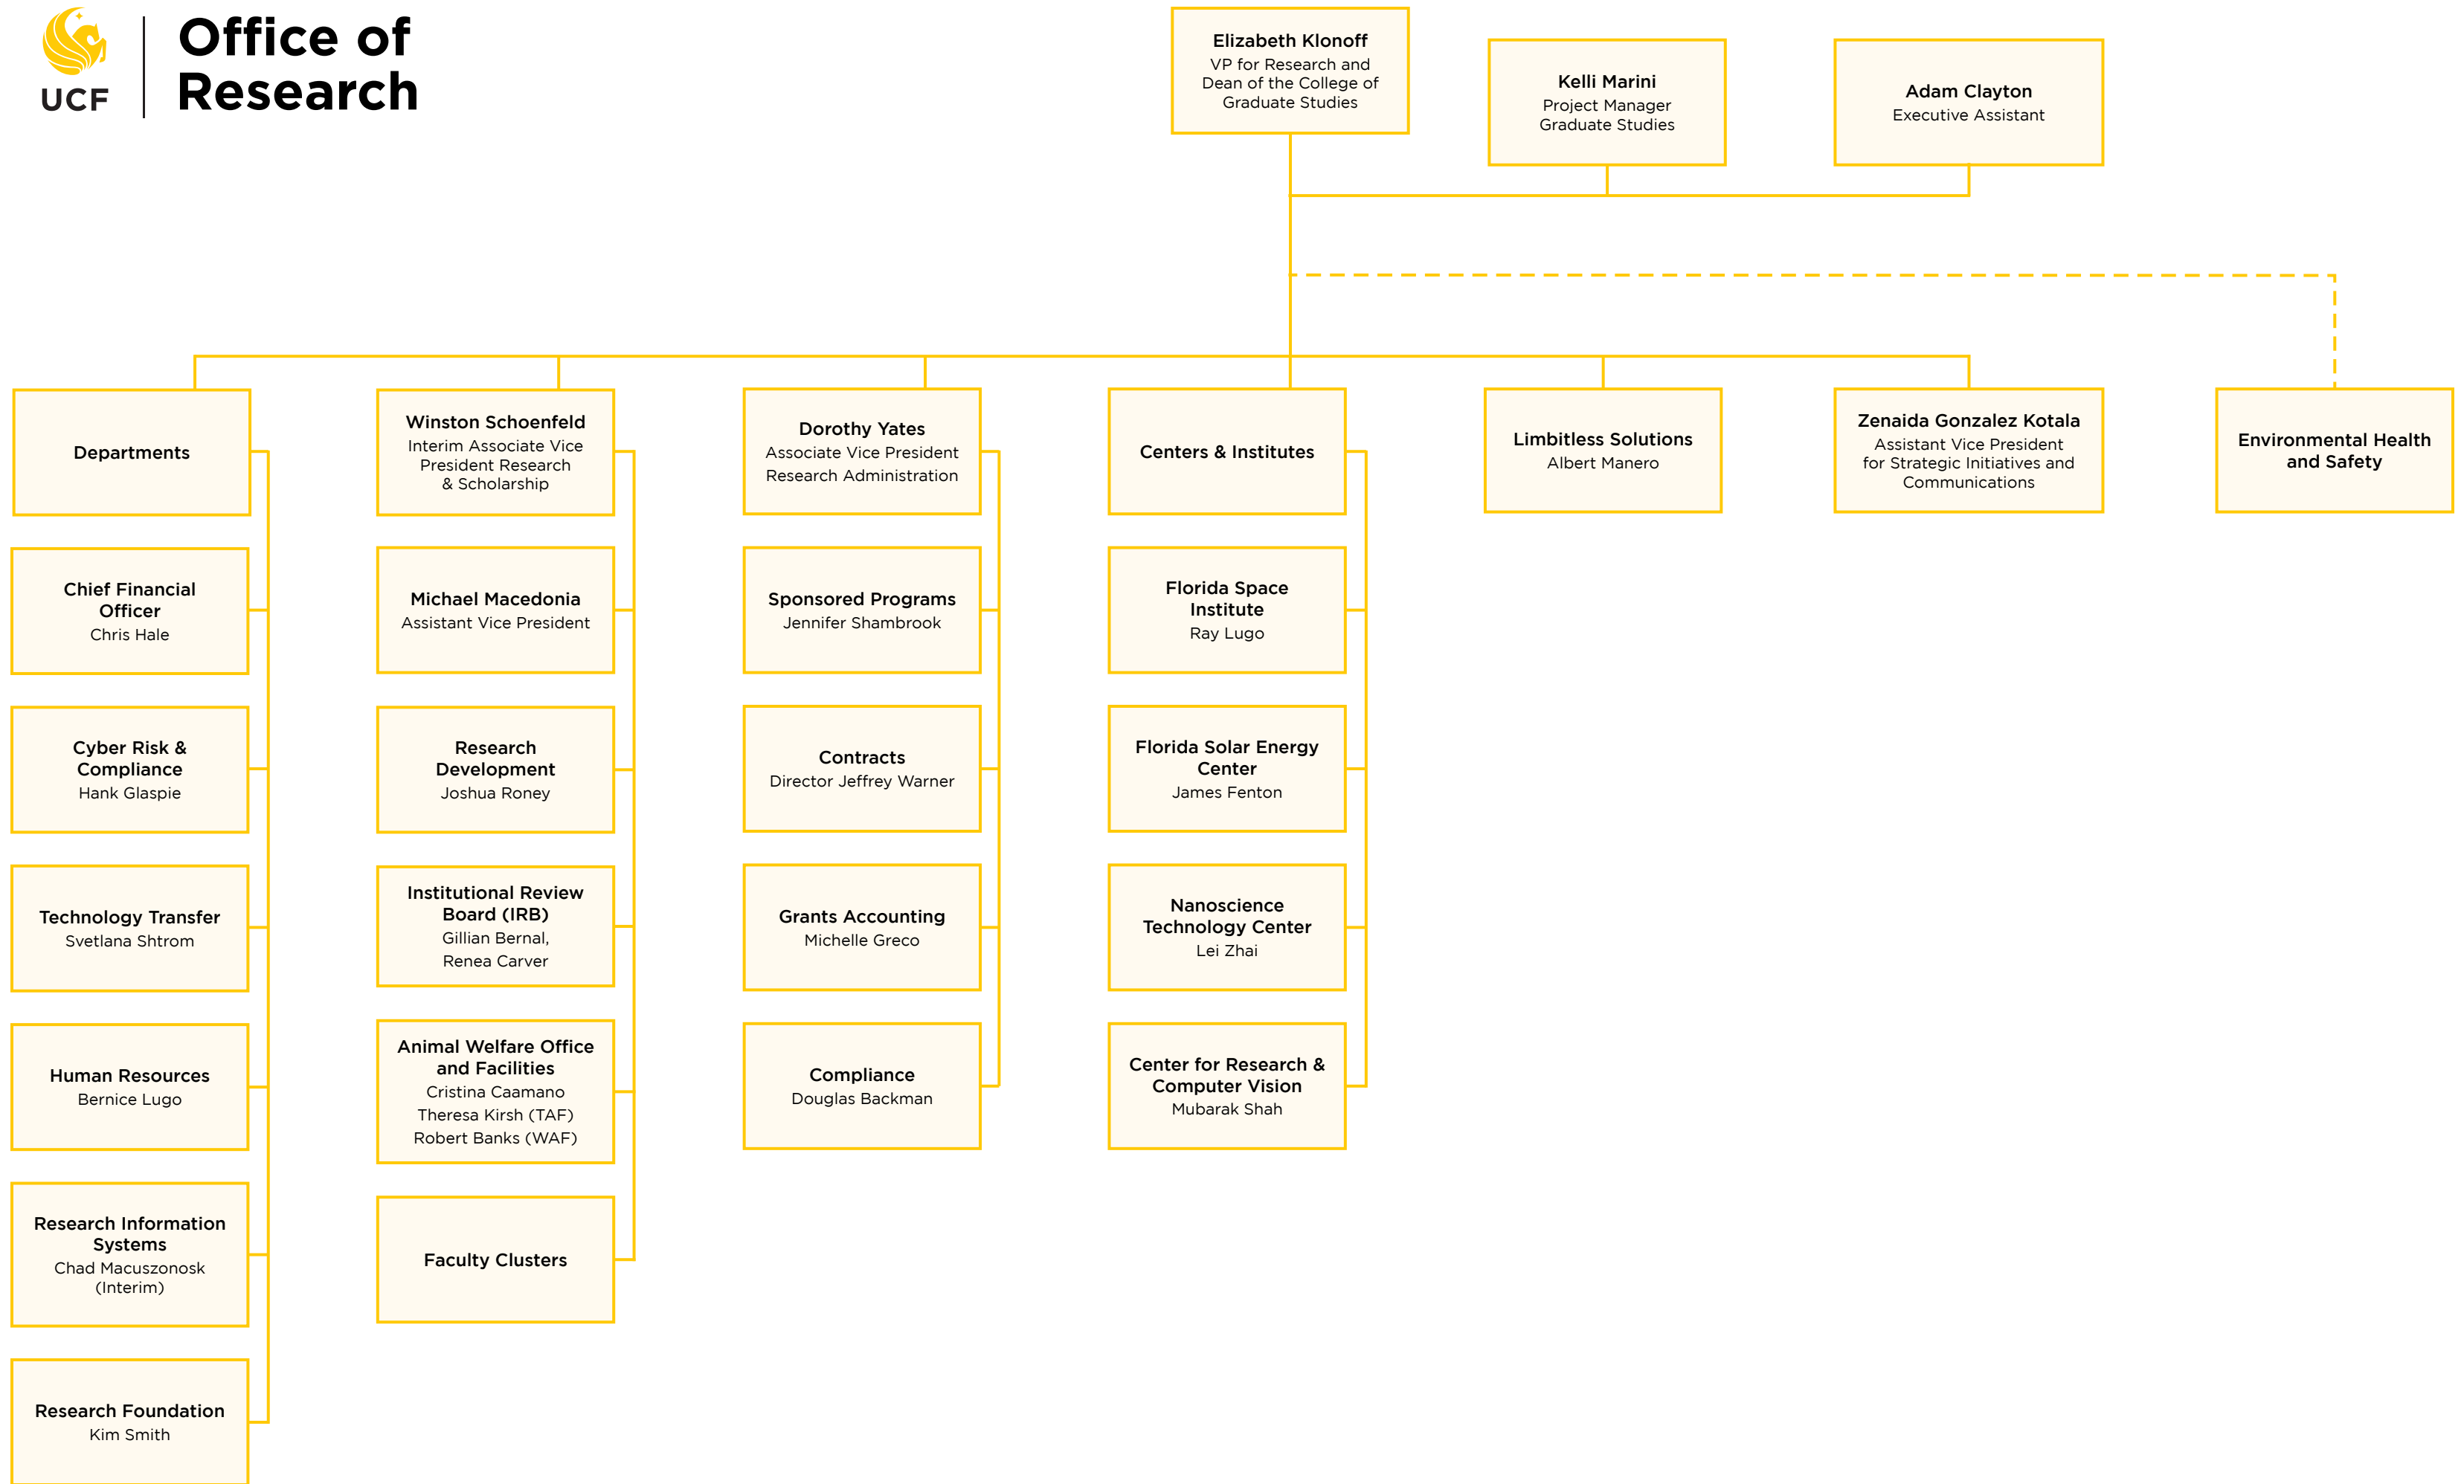 UCF
Office of
Research
Elizabeth Klonoff
VP for Research and
Dean of the College of
Graduate Studies
Kelli Marini
Project Manager
Graduate Studies
Adam Clayton
Executive Assistant
Departments
Winston Schoenfeld
Interim Associate Vice
President Research
& Scholarship
Dorothy Yates
Associate Vice President
Research Administration
Centers & Institutes
Limbitless Solutions
Albert Manero
Zenaida Gonzalez Kotala
Assistant Vice President
for Strategic Initiatives and
Communications
Environmental Health
and Safety
Chief Financial
Officer
Chris Hale
Michael Macedonia
Assistant Vice President
Sponsored Programs
Jennifer Shambrook
Florida Space
Institute
Ray Lugo
Cyber Risk &
Compliance
Hank Glaspie
Research
Development
Joshua Roney
Contracts
Director Jeffrey Warner
Florida Solar Energy
Center
James Fenton
Technology Transfer
Svetlana Shtrom
Institutional Review
Board (IRB)
Gillian Bernal,
Renea Carver
Grants Accounting
Michelle Greco
Nanoscience
Technology Center
Lei Zhai
Human Resources
Bernice Lugo
Animal Welfare Office
and Facilities
Cristina Caamano
Theresa Kirsh (TAF)
Robert Banks (WAF)
Compliance
Douglas Backman
Center for Research &
Computer Vision
Mubarak Shah
Research Information
Systems
Chad Macuszonosk
(Interim)
Faculty Clusters
Research Foundation
Kim Smith